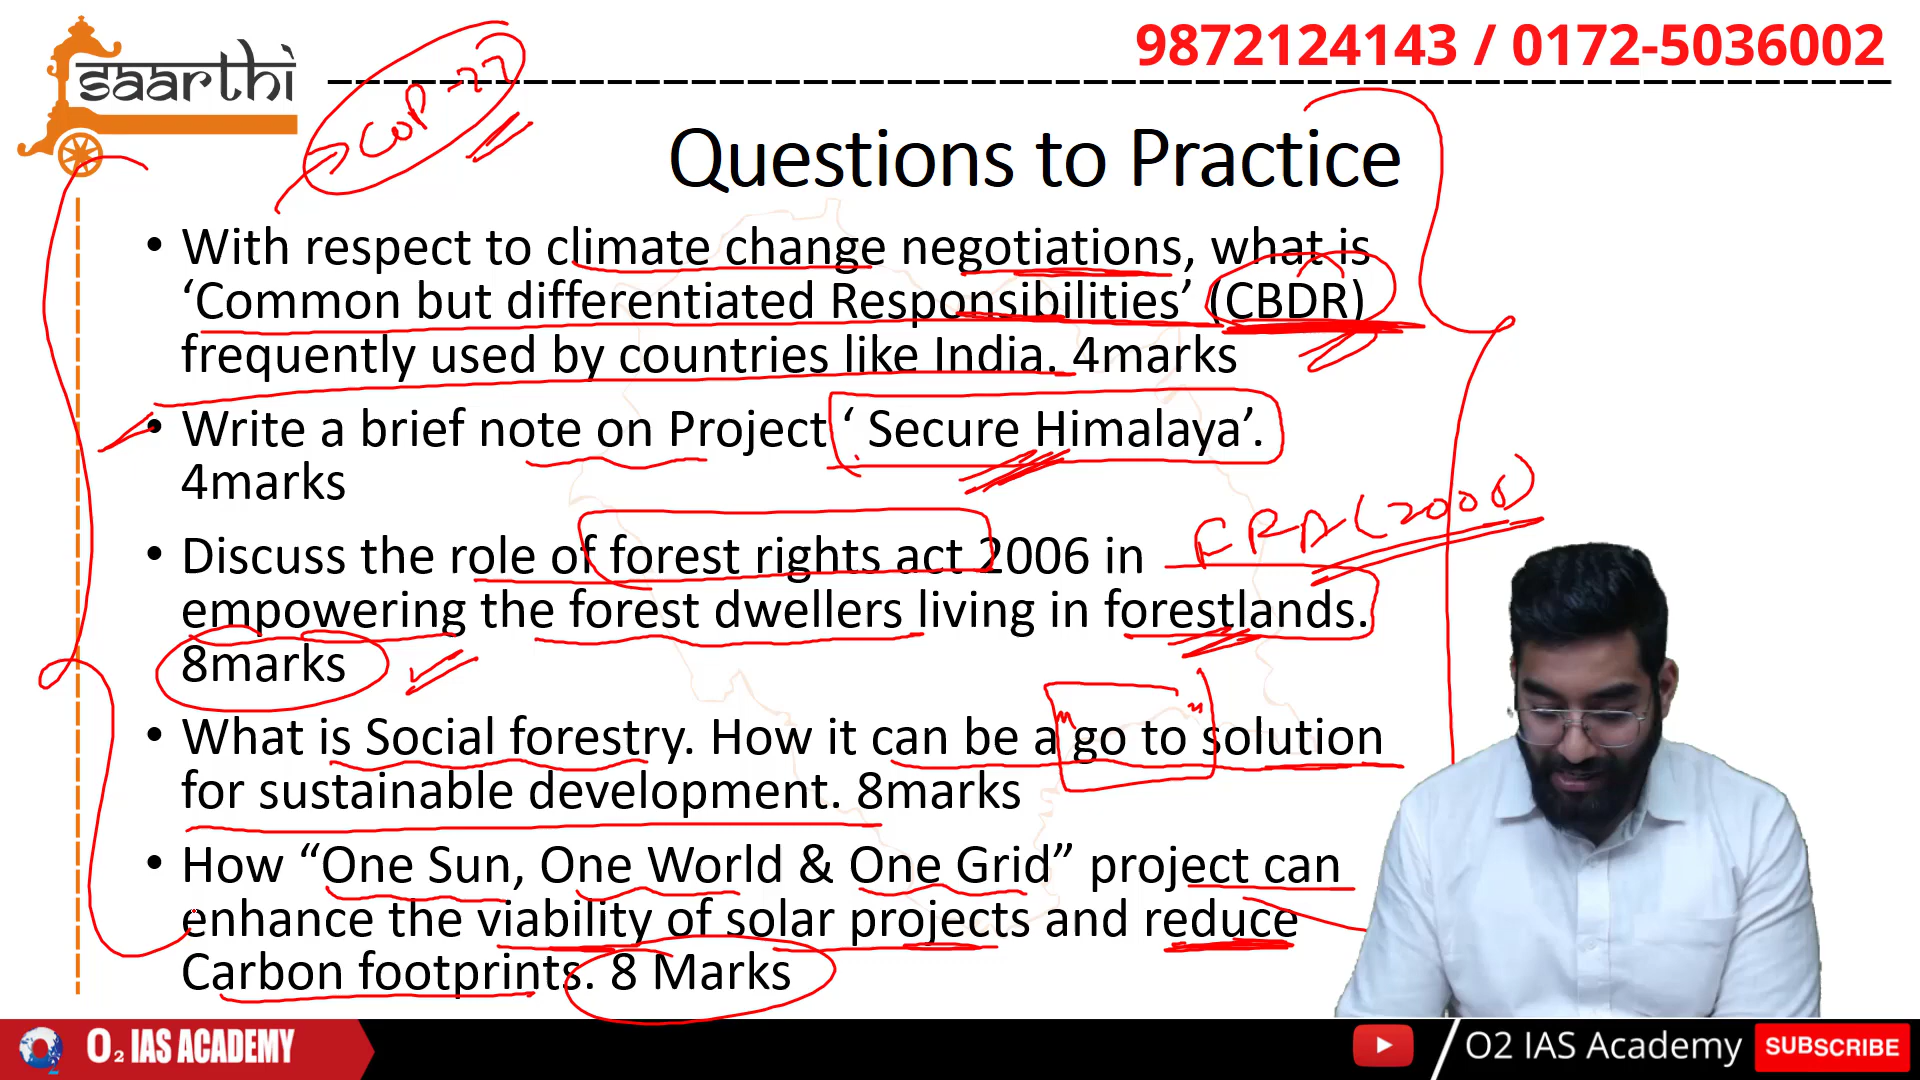 saarthi
9872124143 / 0172-5036002
COP-27
Questions to Practice
• With respect to climate change negotiations, what is
‘Common but differentiated Responsibilities’ (CBDR)
frequently used by countries like India. 4marks
• Write a brief note on Project ‘ Secure Himalaya’.
4marks
FRA (2006)
• Discuss the role of forest rights act 2006 in
empowering the forest dwellers living in forestlands.
8marks
• What is Social forestry. How it can be a go to solution
for sustainable development. 8marks
• How “One Sun, One World & One Grid” project can
enhance the viability of solar projects and reduce
Carbon footprints. 8 Marks
O2 IAS ACADEMY
O2 IAS Academy
SUBSCRIBE